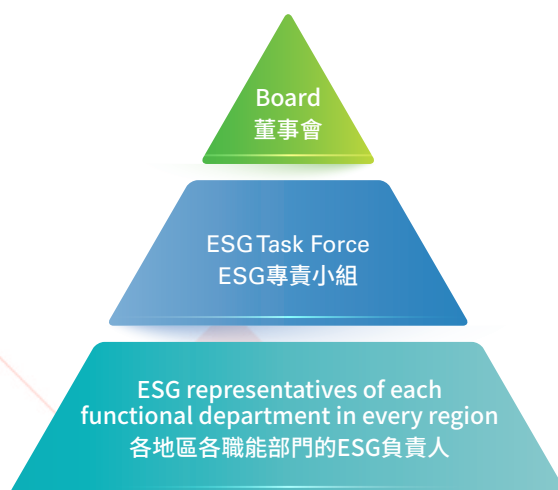 Board
董事會
ESG Task Force
ESG專責小組
ESG representatives of each
functional department in every region
各地區各職能部門的ESG負責人